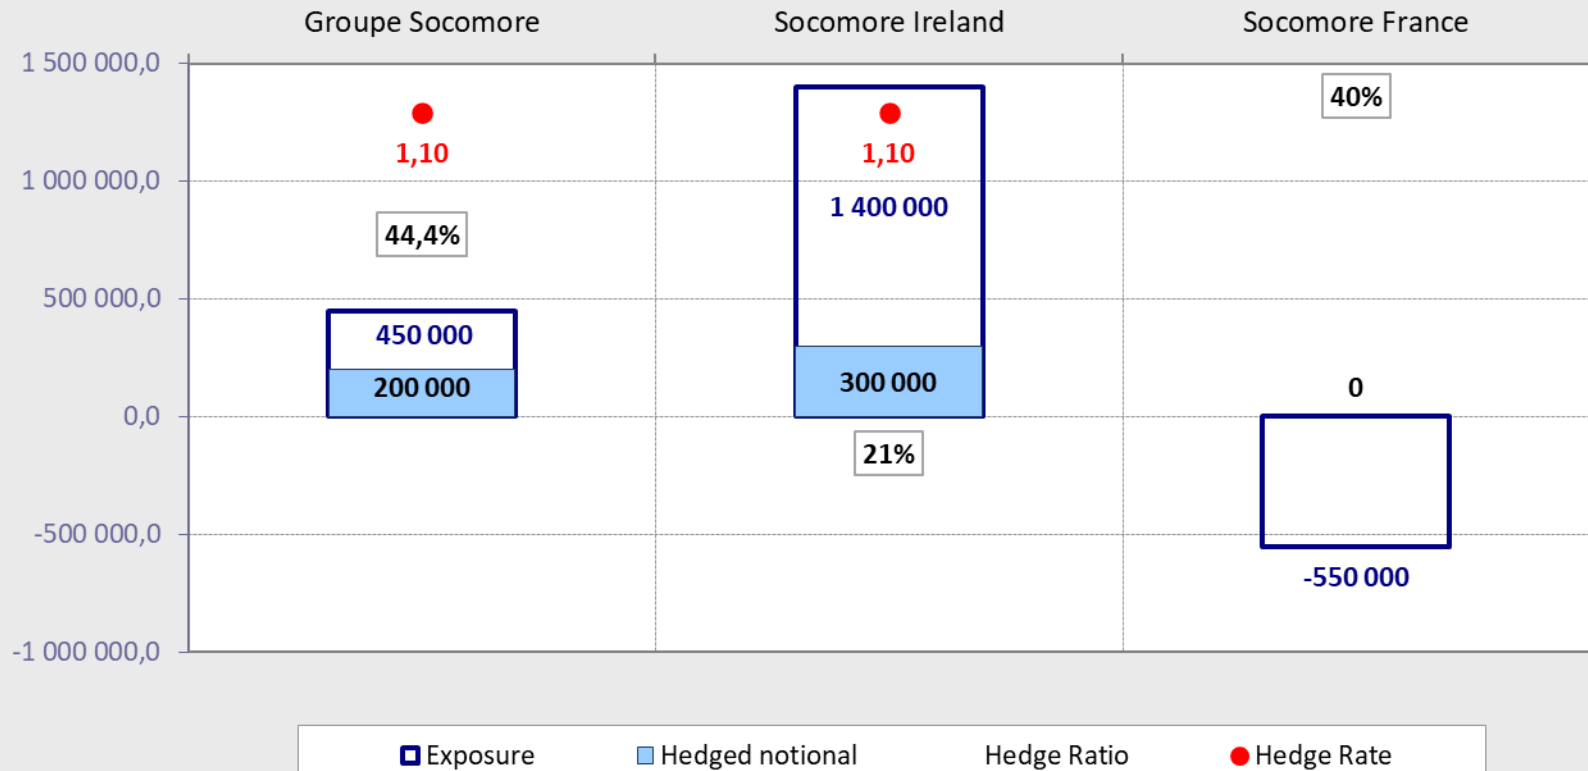 Groupe Socomore Socomore Ireland Socomore France
1 500 000,0
40%
1,10 1,10
1 000 000,0
1 400 000
44,4%
500 000,0
450 000
200 000 300 000 0
0,0
21%
-500 000,0
-550 000
-1 000 000,0
Exposure Hedged notional Hedge Ratio Hedge Rate